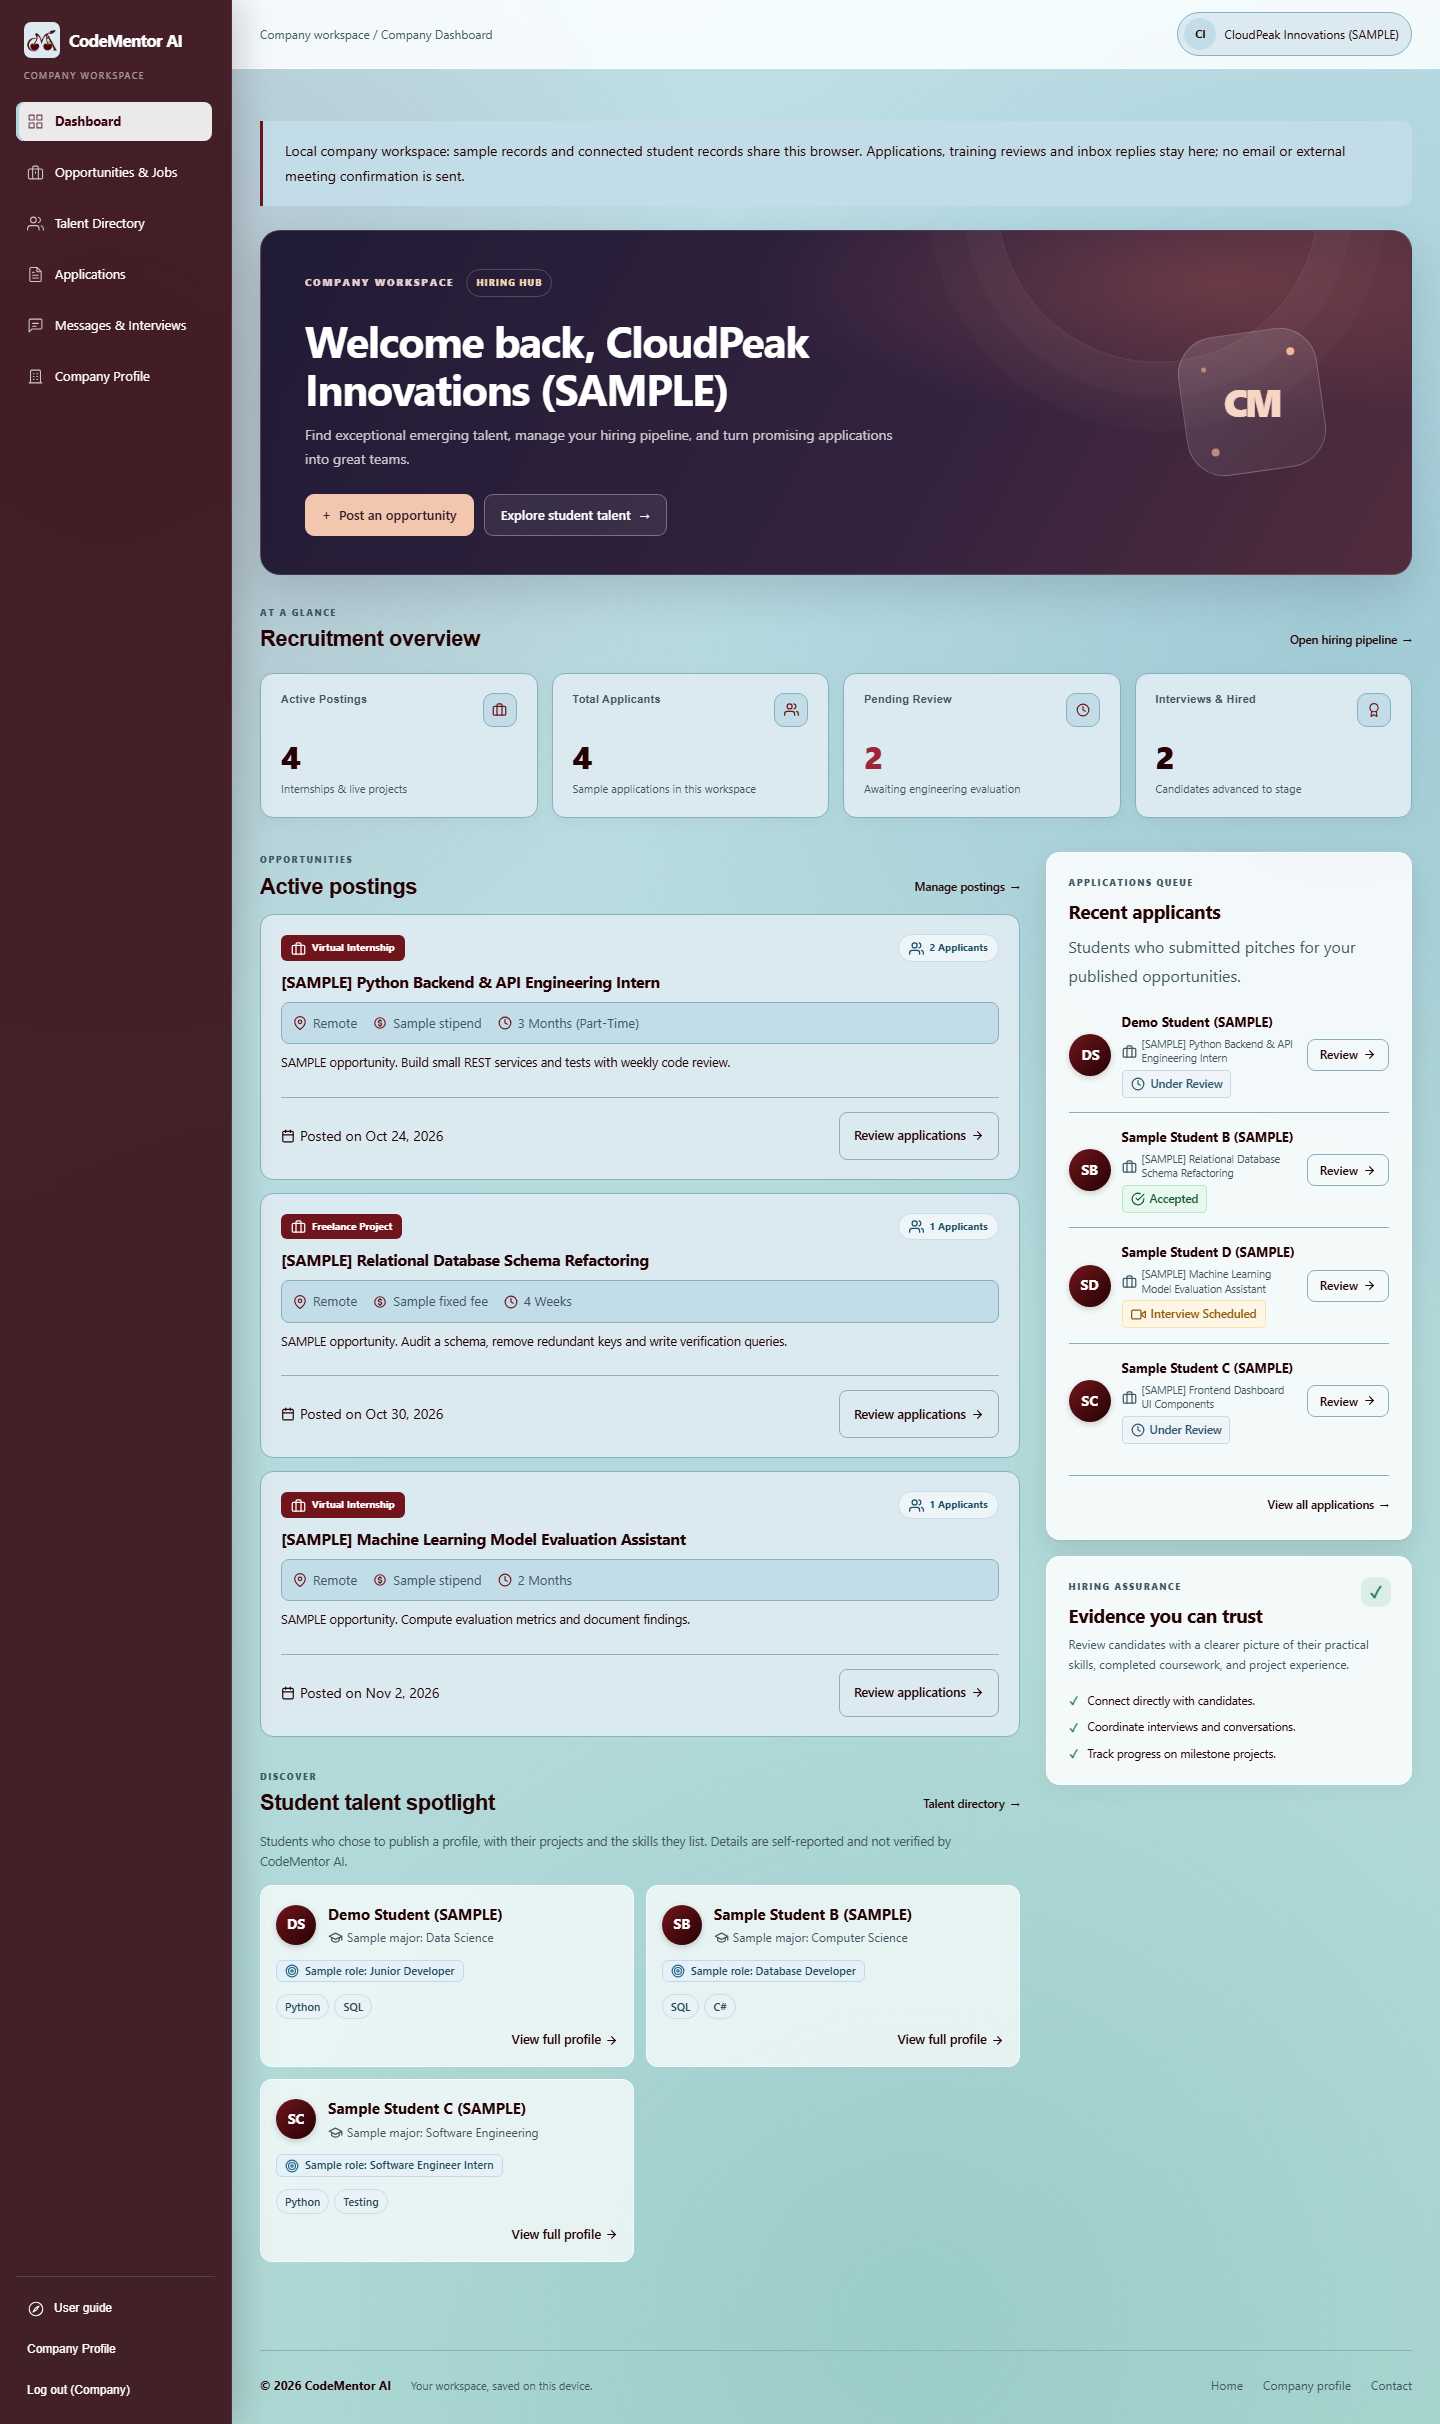 CodeMentor AI
COMPANY WORKSPACE
Dashboard
Opportunities & Jobs
Talent Directory
Applications
Messages & Interviews
Company Profile
User guide
Company Profile
Log out (Company)
Company workspace / Company Dashboard
CI
CloudPeak Innovations (SAMPLE)
Local company workspace: sample records and connected student records share this browser. Applications, training reviews and inbox replies stay here; no email or external
meeting confirmation is sent.
COMPANY WORKSPACE
HIRING HUB
Welcome back, CloudPeak
Innovations (SAMPLE)
Find exceptional emerging talent, manage your hiring pipeline, and turn promising applications
into great teams.
+ Post an opportunity
Explore student talent →
CM
AT A GLANCE
Recruitment overview
Open hiring pipeline →
Active Postings
4
Internships & live projects
Total Applicants
4
Sample applications in this workspace
Pending Review
2
Awaiting engineering evaluation
Interviews & Hired
2
Candidates advanced to stage
OPPORTUNITIES
Active postings
Manage postings →
Virtual Internship
2 Applicants
[SAMPLE] Python Backend & API Engineering Intern
Remote
Sample stipend
3 Months (Part-Time)
SAMPLE opportunity. Build small REST services and tests with weekly code review.
Posted on Oct 24, 2026
Review applications →
Freelance Project
1 Applicants
[SAMPLE] Relational Database Schema Refactoring
Remote
Sample fixed fee
4 Weeks
SAMPLE opportunity. Audit a schema, remove redundant keys and write verification queries.
Posted on Oct 30, 2026
Review applications →
Virtual Internship
1 Applicants
[SAMPLE] Machine Learning Model Evaluation Assistant
Remote
Sample stipend
2 Months
SAMPLE opportunity. Compute evaluation metrics and document findings.
Posted on Nov 2, 2026
Review applications →
APPLICATIONS QUEUE
Recent applicants
Students who submitted pitches for your
published opportunities.
DS
Demo Student (SAMPLE)
[SAMPLE] Python Backend & API
Engineering Intern
Under Review
Review →
SB
Sample Student B (SAMPLE)
[SAMPLE] Relational Database
Schema Refactoring
Accepted
Review →
SD
Sample Student D (SAMPLE)
[SAMPLE] Machine Learning
Model Evaluation Assistant
Interview Scheduled
Review →
SC
Sample Student C (SAMPLE)
[SAMPLE] Frontend Dashboard
UI Components
Under Review
Review →
View all applications →
HIRING ASSURANCE
✓
Evidence you can trust
Review candidates with a clearer picture of their practical
skills, completed coursework, and project experience.
✓ Connect directly with candidates.
✓ Coordinate interviews and conversations.
✓ Track progress on milestone projects.
DISCOVER
Student talent spotlight
Talent directory →
Students who chose to publish a profile, with their projects and the skills they list. Details are self-reported and not verified by
CodeMentor AI.
DS
Demo Student (SAMPLE)
Sample major: Data Science
Sample role: Junior Developer
Python
SQL
View full profile →
SB
Sample Student B (SAMPLE)
Sample major: Computer Science
Sample role: Database Developer
SQL
C#
View full profile →
SC
Sample Student C (SAMPLE)
Sample major: Software Engineering
Sample role: Software Engineer Intern
Python
Testing
View full profile →
© 2026 CodeMentor AI
Your workspace, saved on this device.
Home
Company profile
Contact